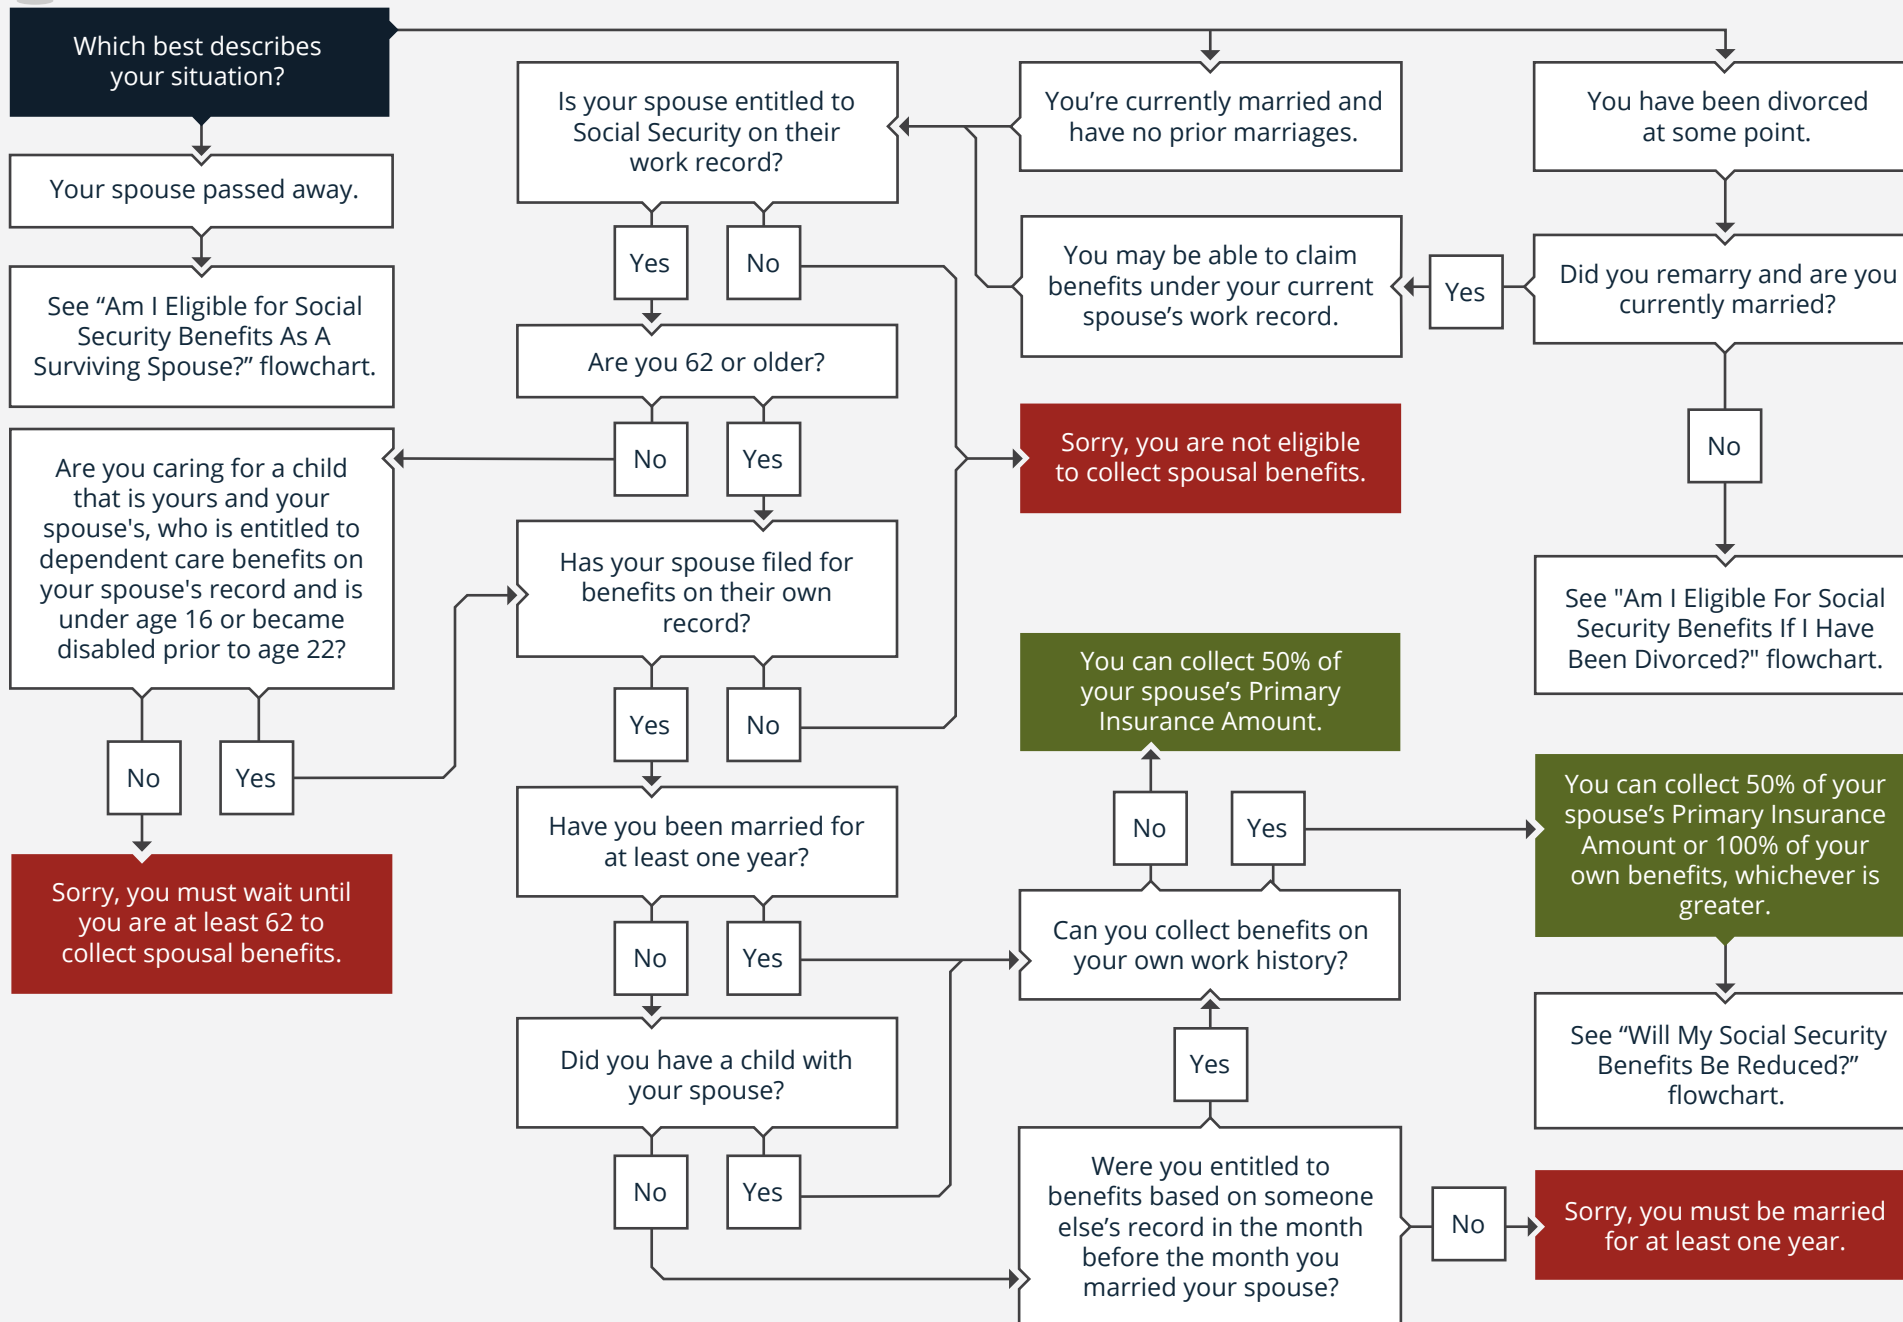 Which best describes
your situation?
Your spouse passed away.
See “Am I Eligible for Social
Security Benefits As A
Surviving Spouse?” flowchart.
You’re currently married and
have no prior marriages.
You have been divorced
at some point.
Did you remarry and are you
currently married?
Yes
You may be able to claim
benefits under your current
spouse’s work record.
No
See "Am I Eligible For Social
Security Benefits If I Have
Been Divorced?" flowchart.
Is your spouse entitled to
Social Security on their
work record?
Yes
No
Sorry, you are not eligible
to collect spousal benefits.
Are you 62 or older?
No
Yes
Are you caring for a child
that is yours and your
spouse's, who is entitled to
dependent care benefits on
your spouse's record and is
under age 16 or became
disabled prior to age 22?
No
Yes
Sorry, you must wait until
you are at least 62 to
collect spousal benefits.
Has your spouse filed for
benefits on their own
record?
Yes
No
Have you been married for
at least one year?
No
Yes
Did you have a child with
your spouse?
No
Yes
Were you entitled to
benefits based on someone
else’s record in the month
before the month you
married your spouse?
Yes
No
Sorry, you must be married
for at least one year.
Can you collect benefits on
your own work history?
No
Yes
You can collect 50% of
your spouse’s Primary
Insurance Amount.
You can collect 50% of your
spouse’s Primary Insurance
Amount or 100% of your
own benefits, whichever is
greater.
See “Will My Social Security
Benefits Be Reduced?”
flowchart.